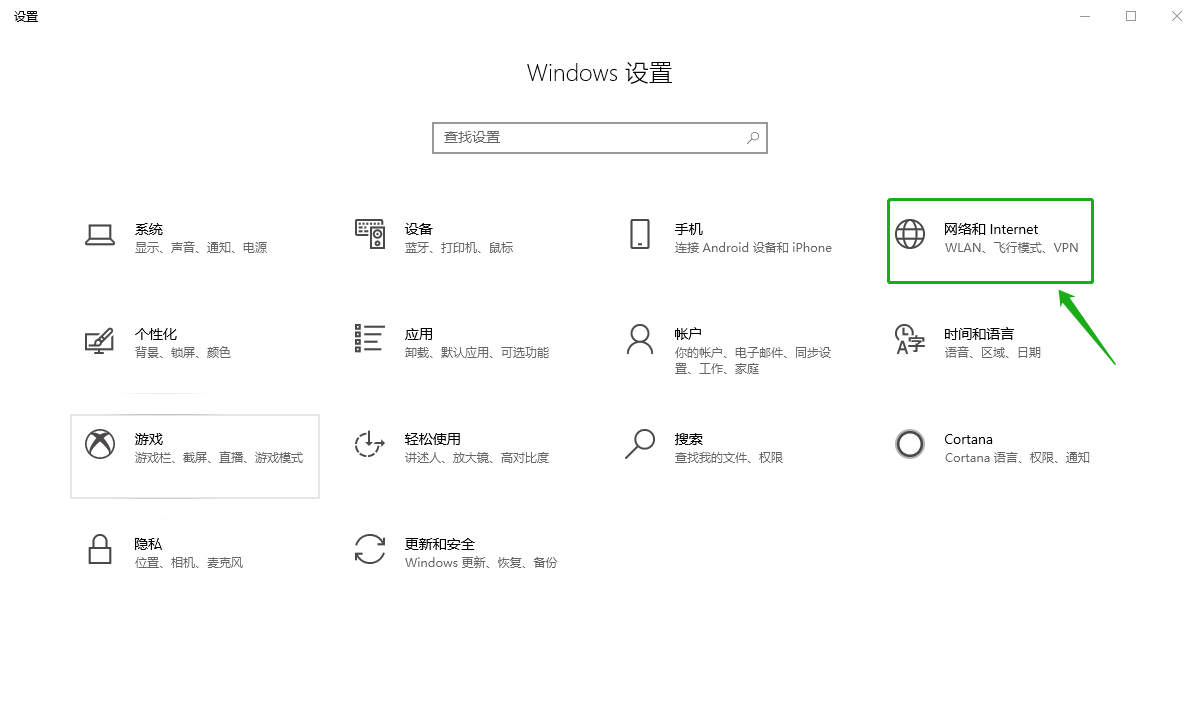 设置
Windows 设置
查找设置
系统
显示、声音、通知、电源
设备
蓝牙、打印机、鼠标
手机
连接 Android 设备和 iPhone
网络和 Internet
WLAN、飞行模式、VPN
个性化
背景、锁屏、颜色
应用
卸载、默认应用、可选功能
帐户
你的帐户、电子邮件、同步设
置、工作、家庭
时间和语言
语音、区域、日期
游戏
游戏栏、截屏、直播、游戏模式
轻松使用
讲述人、放大镜、高对比度
搜索
查找我的文件、权限
Cortana
Cortana 语言、权限、通知
隐私
位置、相机、麦克风
更新和安全
Windows 更新、恢复、备份